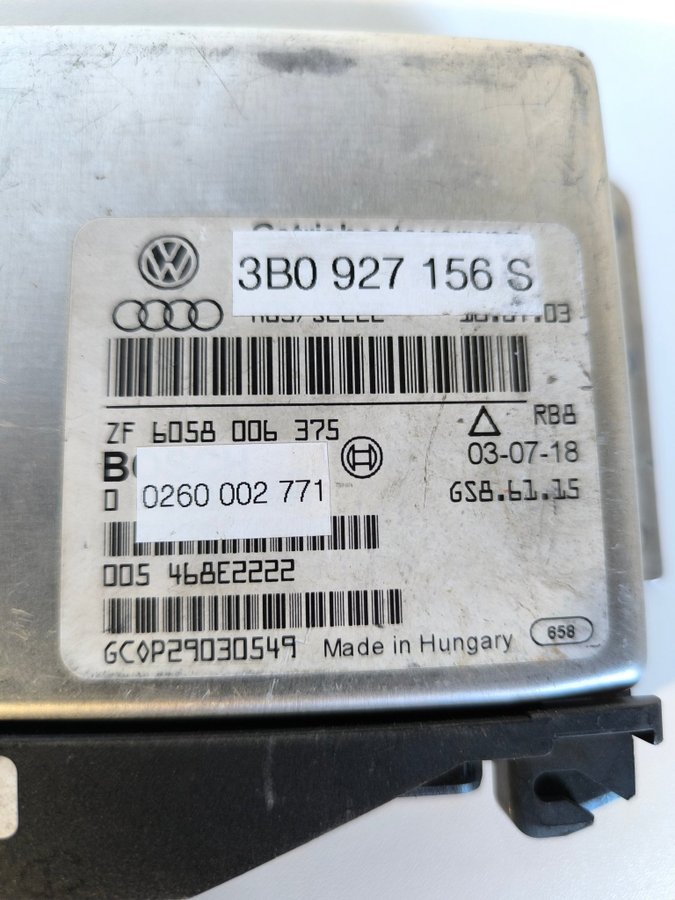 3B0 927 156 S
ZF 6058 006 375
RB8
03-07-18
0 0260 002 771
GS8.61.15
005 468E2222
GC0P29030549 Made in Hungary 658